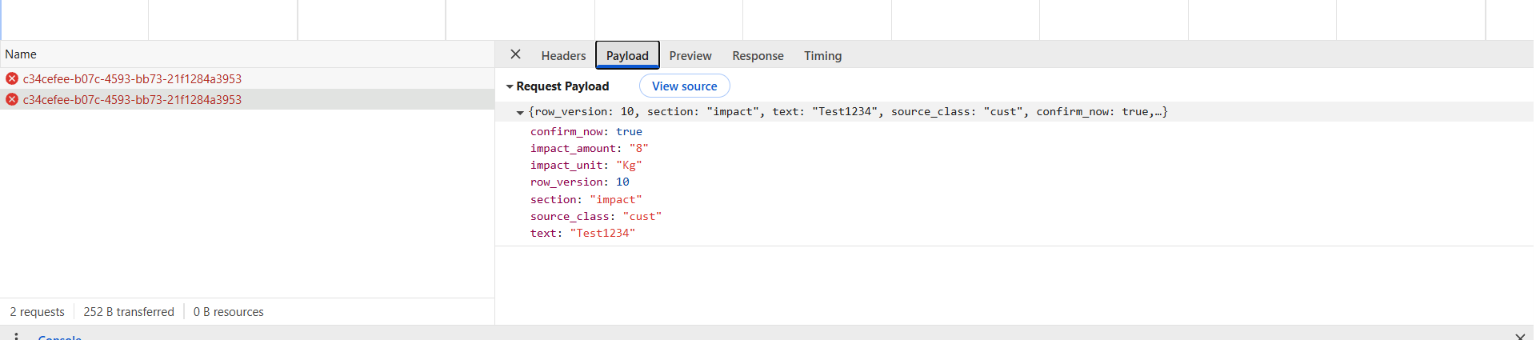 Name
c34cefee-b07c-4593-bb73-21f1284a3953
c34cefee-b07c-4593-bb73-21f1284a3953
2 requests 252 B transferred 0 B resources
Headers Payload Preview Response Timing
Request Payload View source
{row_version: 10, section: "impact", text: "Test1234", source_class: "cust", confirm_now: true,…}
confirm_now: true
impact_amount: "8"
impact_unit: "Kg"
row_version: 10
section: "impact"
source_class: "cust"
text: "Test1234"
Console